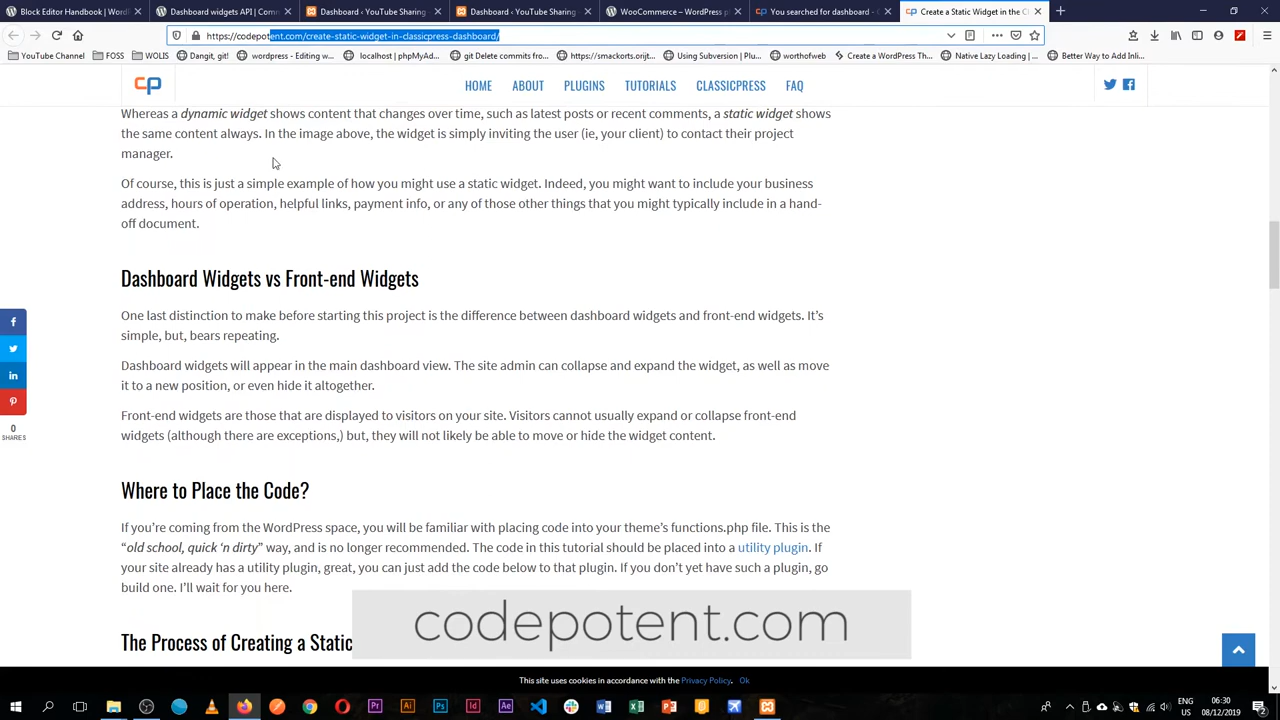 Block Editor Handbook | WordP
Dashboard widgets API | Comm
Dashboard ‹ YouTube Sharing
Dashboard ‹ YouTube Sharing
WooCommerce – WordPress p
You searched for dashboard - C
Create a Static Widget in the C
https://codepotent.com/create-static-widget-in-classicpress-dashboard/
YouTube Channel
FOSS
WOLIS
Dangit, git!
wordpress - Editing w...
localhost | phpMyAd...
git Delete commits fro...
https://smackorts.orijt...
Using Subversion | Plu...
worthofweb
Create a WordPress Th...
Native Lazy Loading | ...
Better Way to Add Inli...
cp
HOME
ABOUT
PLUGINS
TUTORIALS
CLASSICPRESS
FAQ
Whereas a dynamic widget shows content that changes over time, such as latest posts or recent comments, a static widget shows
the same content always. In the image above, the widget is simply inviting the user (ie, your client) to contact their project
manager.
Of course, this is just a simple example of how you might use a static widget. Indeed, you might want to include your business
address, hours of operation, helpful links, payment info, or any of those other things that you might typically include in a hand-
off document.
Dashboard Widgets vs Front-end Widgets
One last distinction to make before starting this project is the difference between dashboard widgets and front-end widgets. It's
simple, but, bears repeating.
Dashboard widgets will appear in the main dashboard view. The site admin can collapse and expand the widget, as well as move
it to a new position, or even hide it altogether.
Front-end widgets are those that are displayed to visitors on your site. Visitors cannot usually expand or collapse front-end
widgets (although there are exceptions,) but, they will not likely be able to move or hide the widget content.
0
SHARES
Where to Place the Code?
If you're coming from the WordPress space, you will be familiar with placing code into your theme's functions.php file. This is the
“old school, quick ‘n dirty” way, and is no longer recommended. The code in this tutorial should be placed into a utility plugin. If
your site already has a utility plugin, great, you can just add the code below to that plugin. If you don't yet have such a plugin, go
build one. I'll wait for you here.
The Process of Creating a Static
codepotent.com
This site uses cookies in accordance with the Privacy Policy. Ok
ENG
US
06:30
08/12/2019